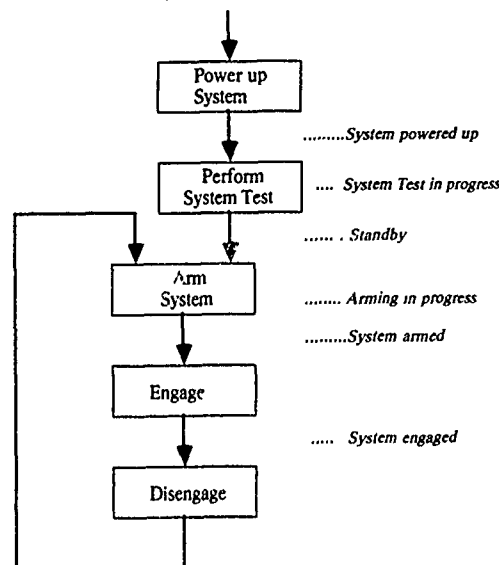 Power up
System
.........System powered up
Perform
System Test
.... System Test in progress
...... . Standby
Arm
System
........ Arming in progress
.........System armed
Engage
..... System engaged
Disengage